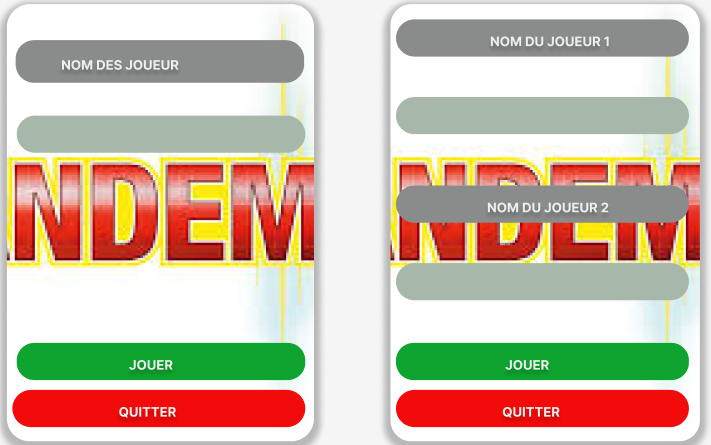 NOM DES JOUEUR
NDEM
JOUER
QUITTER
NOM DU JOUEUR 1
NOM DU JOUEUR 2
NDEM
JOUER
QUITTER